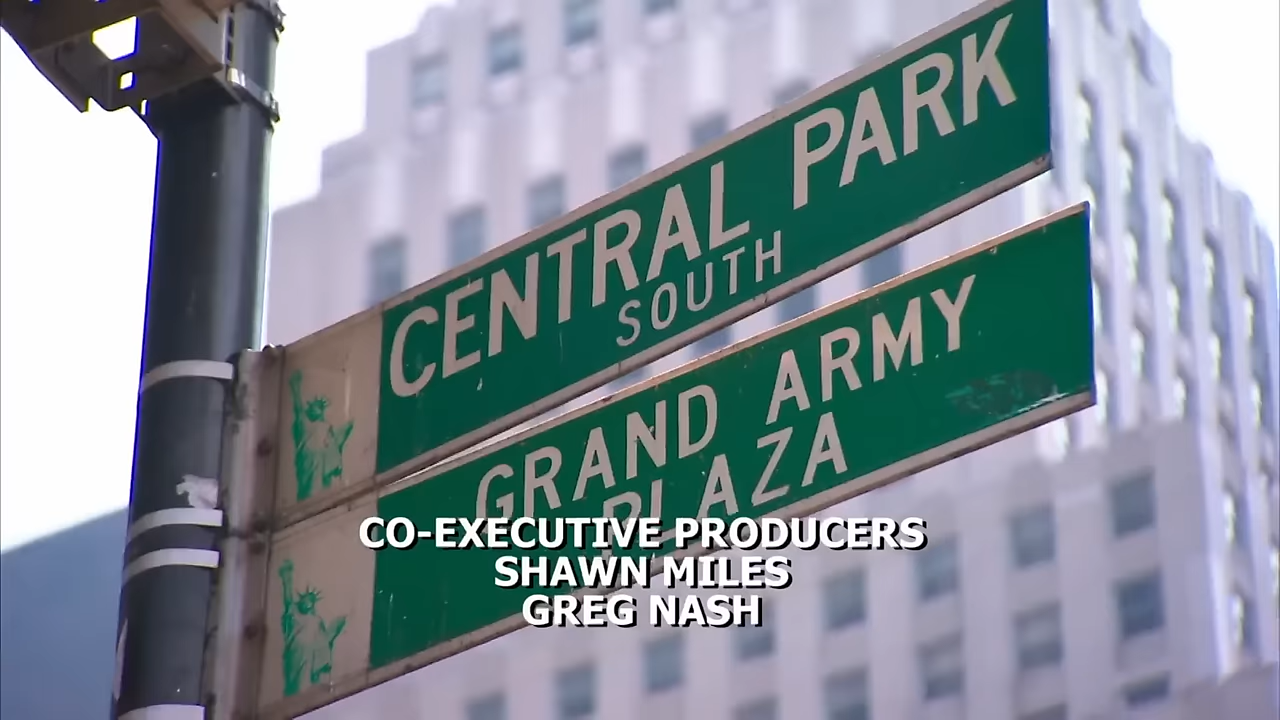 CENTRAL PARK
SOUTH
GRAND ARMY
PLAZA
CO-EXECUTIVE PRODUCERS
SHAWN MILES
GREG NASH